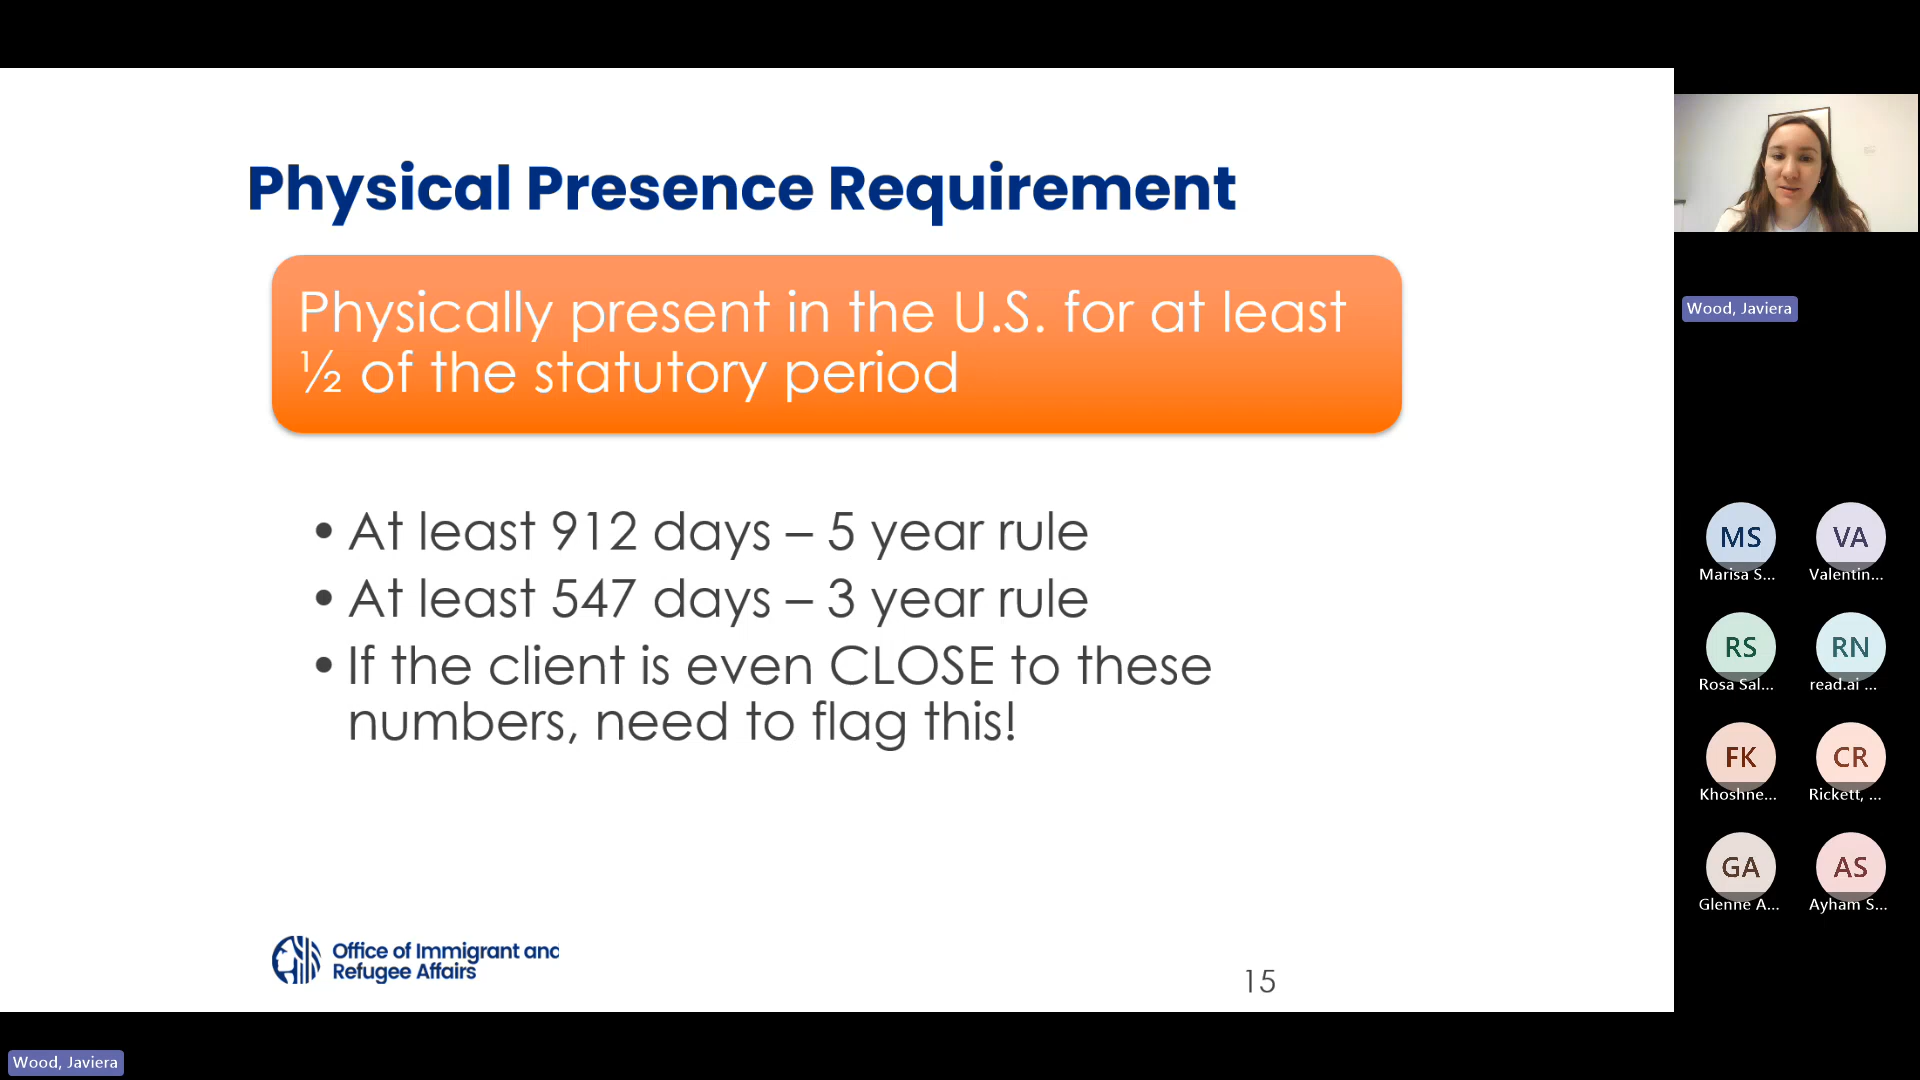 Physical Presence Requirement
Physically present in the U.S. for at least
½ of the statutory period
• At least 912 days – 5 year rule
• At least 547 days – 3 year rule
• If the client is even CLOSE to these
numbers, need to flag this!
Office of Immigrant and
Refugee Affairs
15
Wood, Javiera
Wood, Javiera
MS
VA
Marisa S...
Valentin...
RS
RN
Rosa Sal...
read.ai ...
FK
CR
Khoshne...
Rickett, ...
GA
AS
Glenne A...
Ayham S...